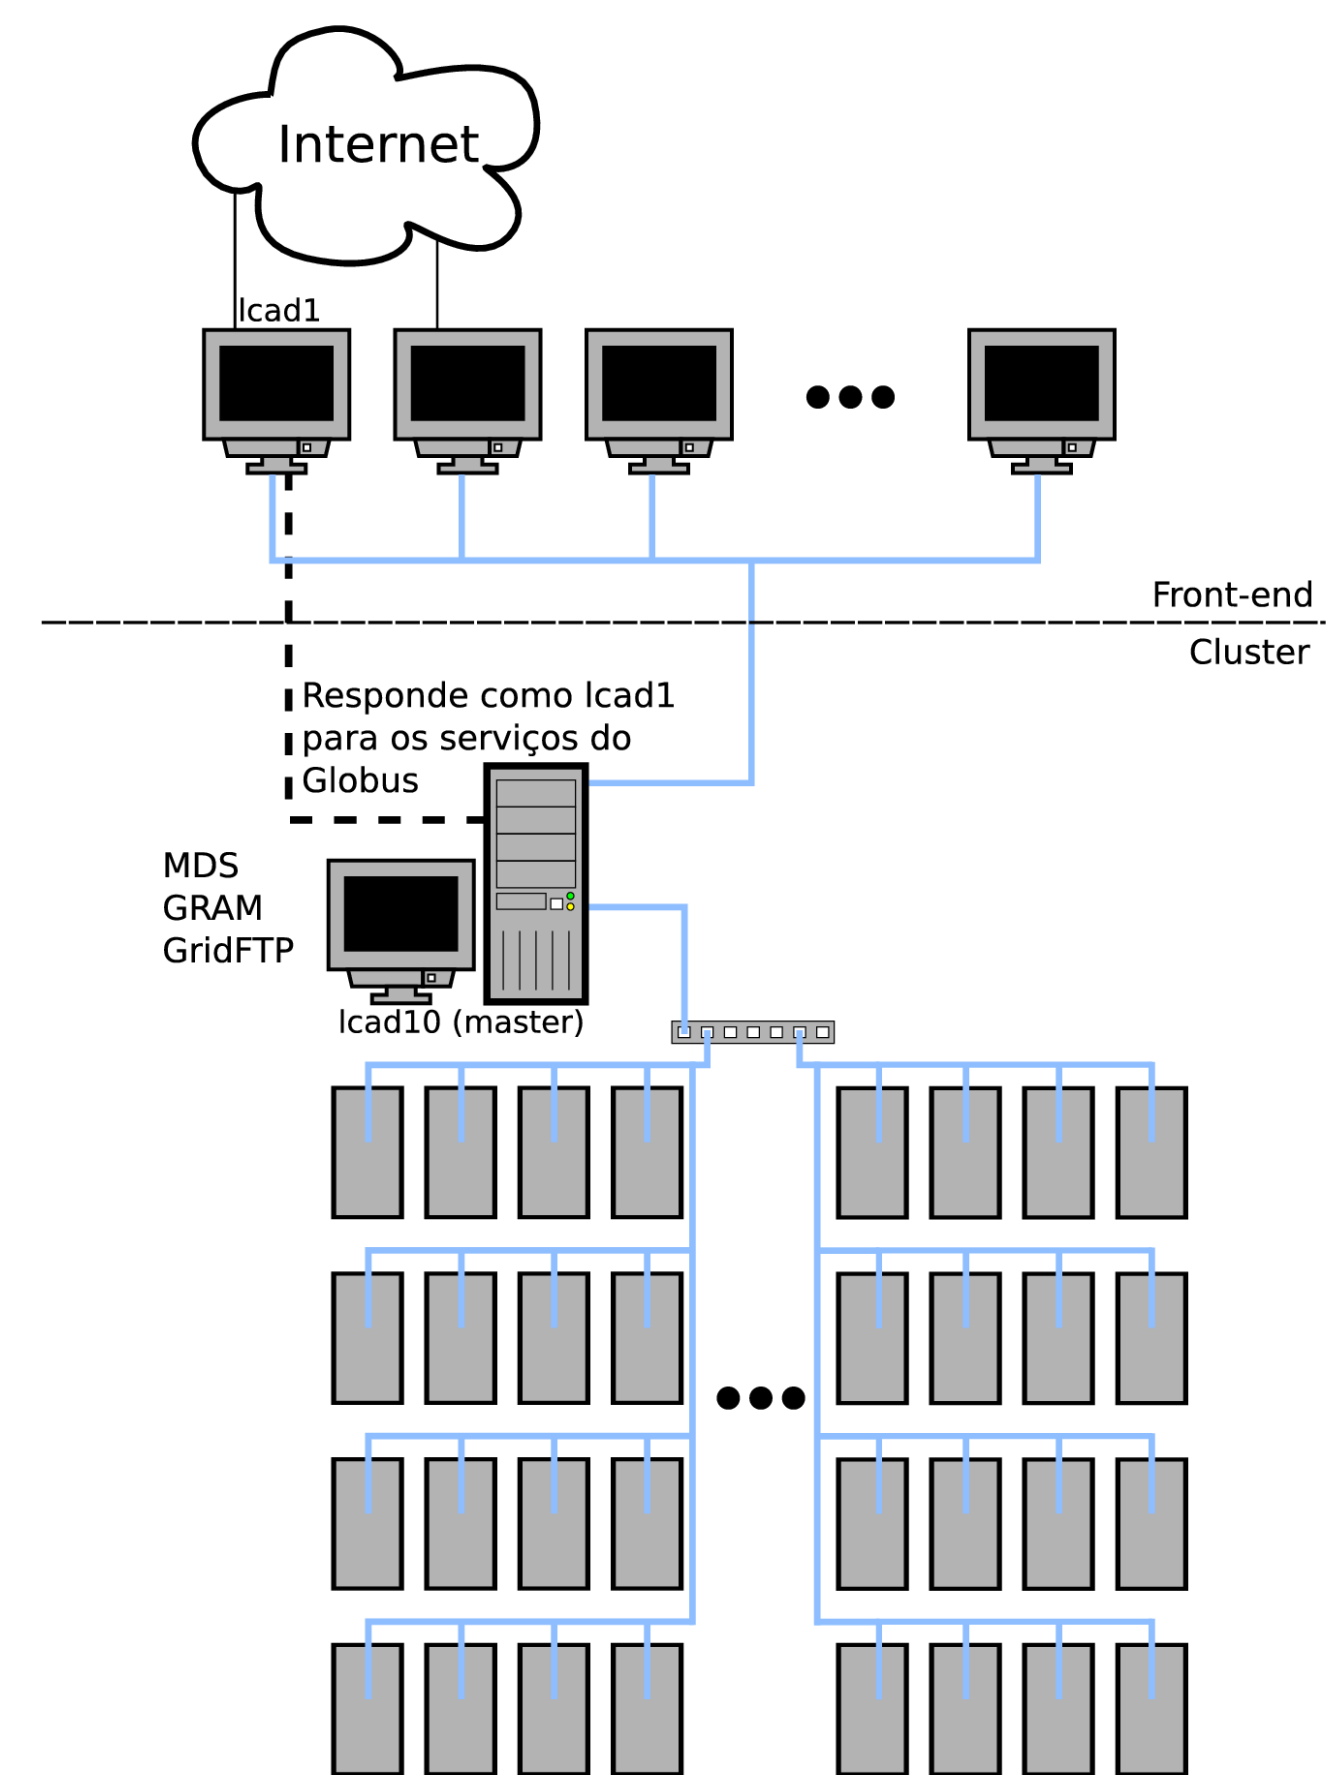 Internet
lcad1
Front-end
Cluster
Responde como lcad1
para os serviços do
Globus
MDS
GRAM
GridFTP
lcad10 (master)